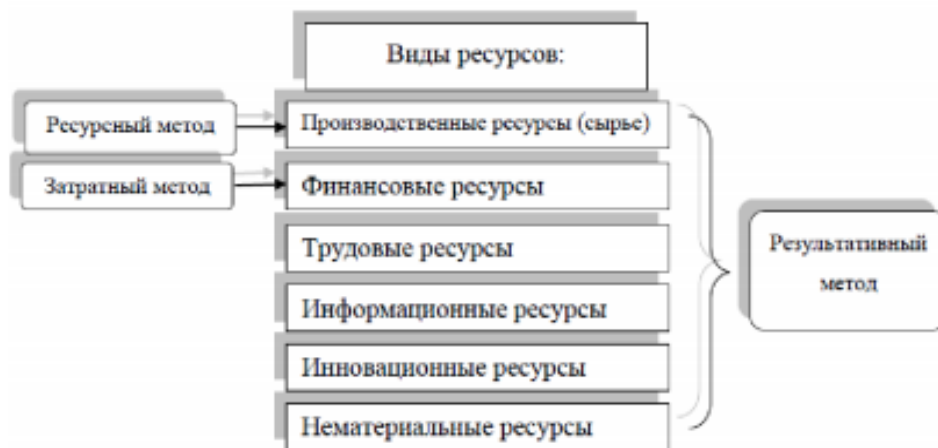 Виды ресурсов:
Ресурсный метод
Производственные ресурсы (сырье)
Затратный метод
Финансовые ресурсы
Трудовые ресурсы
Информационные ресурсы
Инновационные ресурсы
Нематериальные ресурсы
Результативный
метод